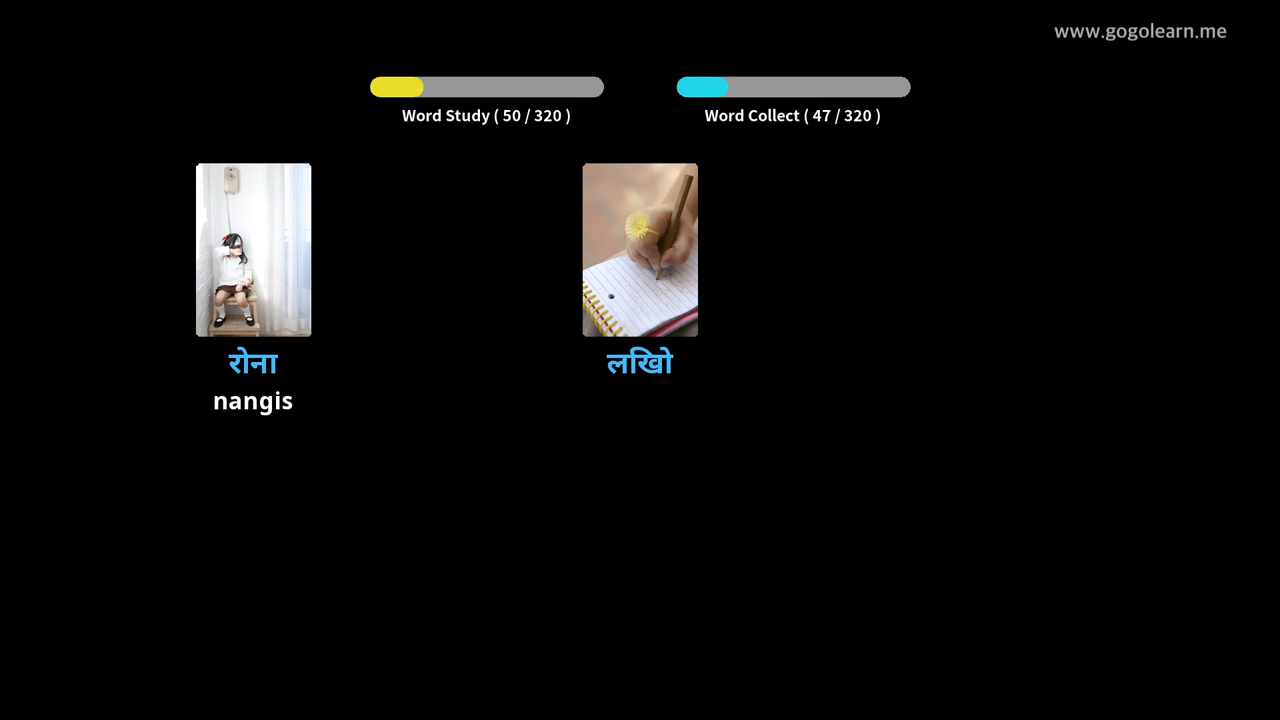 www.gogolearn.me
Word Study ( 50 / 320 )
Word Collect ( 47 / 320 )
रोना
लखिो
nangis